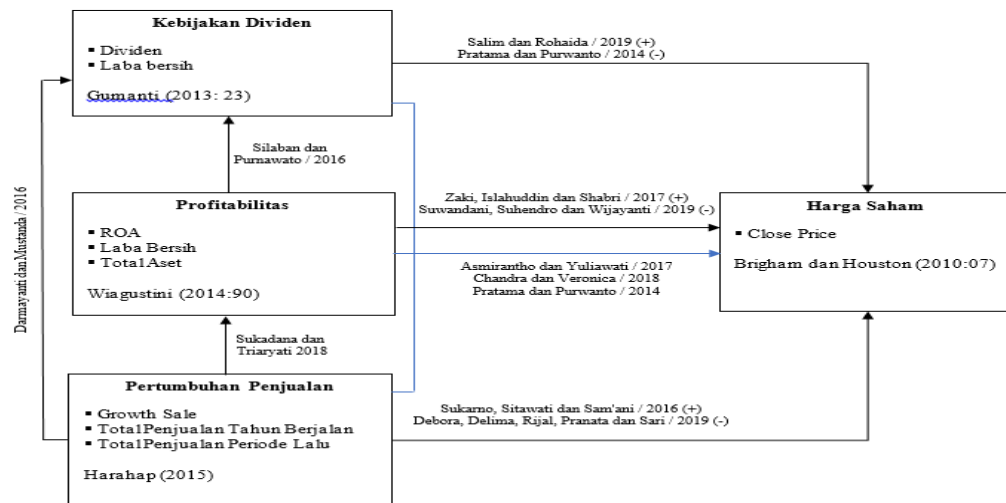 Kebijakan Dividen
▪ Dividen
▪ Laba bersih
Gumanti (2013: 23)
Salim dan Rohaida / 2019 (+)
Pratama dan Purwanto / 2014 (-)
Silaban dan
Purnawato / 2016
Darmayanti dan Mustanda / 2016
Profitabilitas
▪ ROA
▪ Laba Bersih
▪ Total Aset
Wiagustini (2014:90)
Zaki, Islahuddin dan Shabri / 2017 (+)
Suwandani, Suhendro dan Wijayanti / 2019 (-)
Asmirantho dan Yuliawati / 2017
Chandra dan Veronica / 2018
Pratama dan Purwanto / 2014
Harga Saham
▪ Close Price
Brigham dan Houston (2010:07)
Sukadana dan
Triaryati 2018
Pertumbuhan Penjualan
▪ Growth Sale
▪ Total Penjualan Tahun Berjalan
▪ Total Penjualan Periode Lalu
Harahap (2015)
Sukarno, Sitawati dan Sam'ani / 2016 (+)
Debora, Delima, Rijal, Pranata dan Sari / 2019 (-)